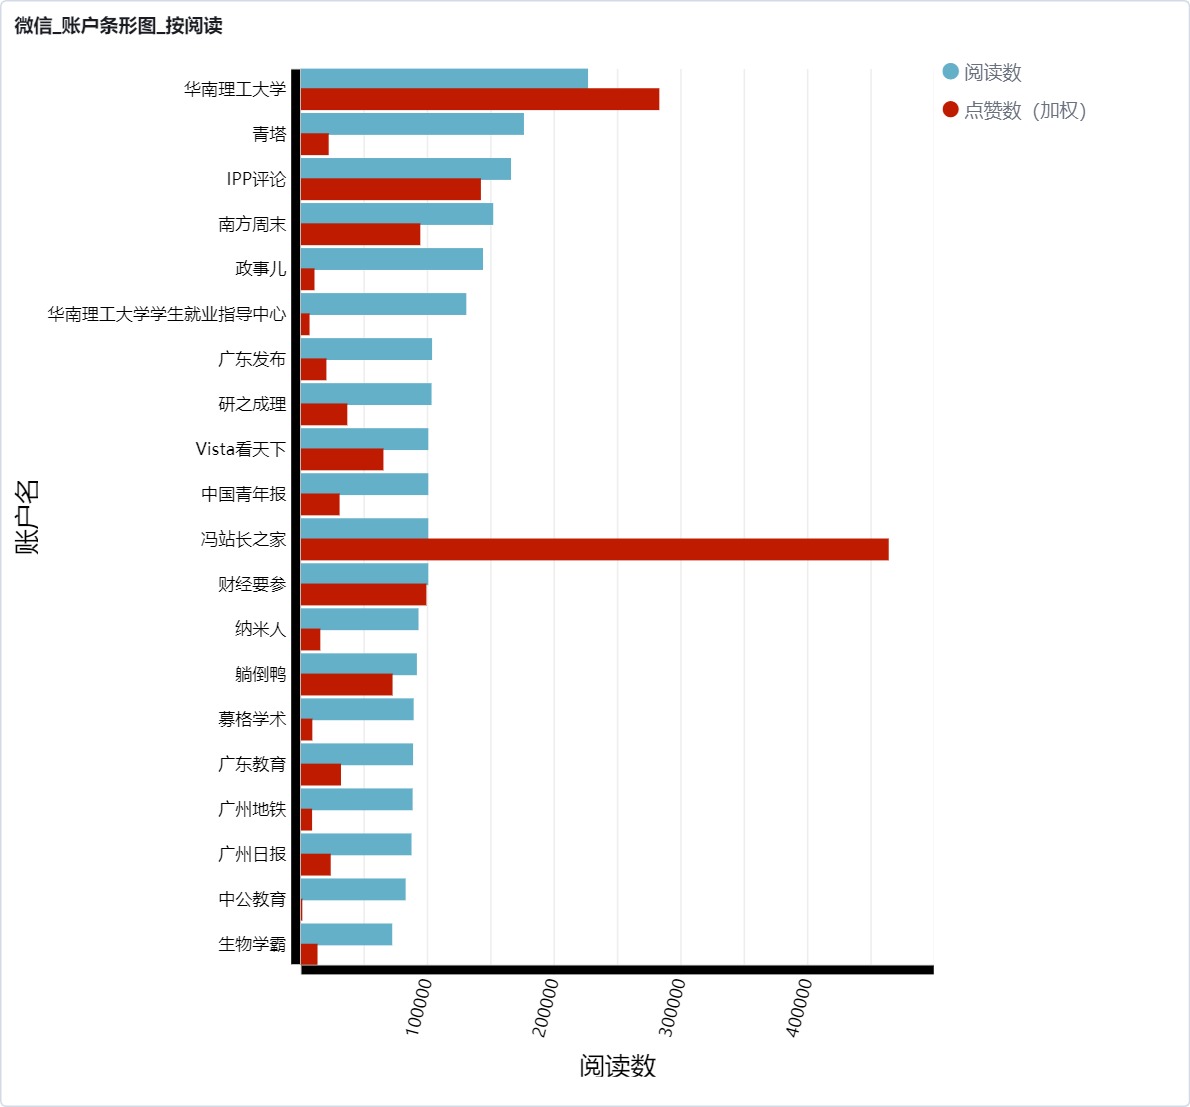 微信_账户条形图_按阅读
阅读数
点赞数（加权）
华南理工大学
青塔
IPP评论
南方周末
政事儿
华南理工大学学生就业指导中心
广东发布
研之成理
Vista看天下
中国青年报
冯站长之家
财经要参
纳米人
躺倒鸭
募格学术
广东教育
广州地铁
广州日报
中公教育
生物学霸
账户名
100000
200000
300000
400000
阅读数